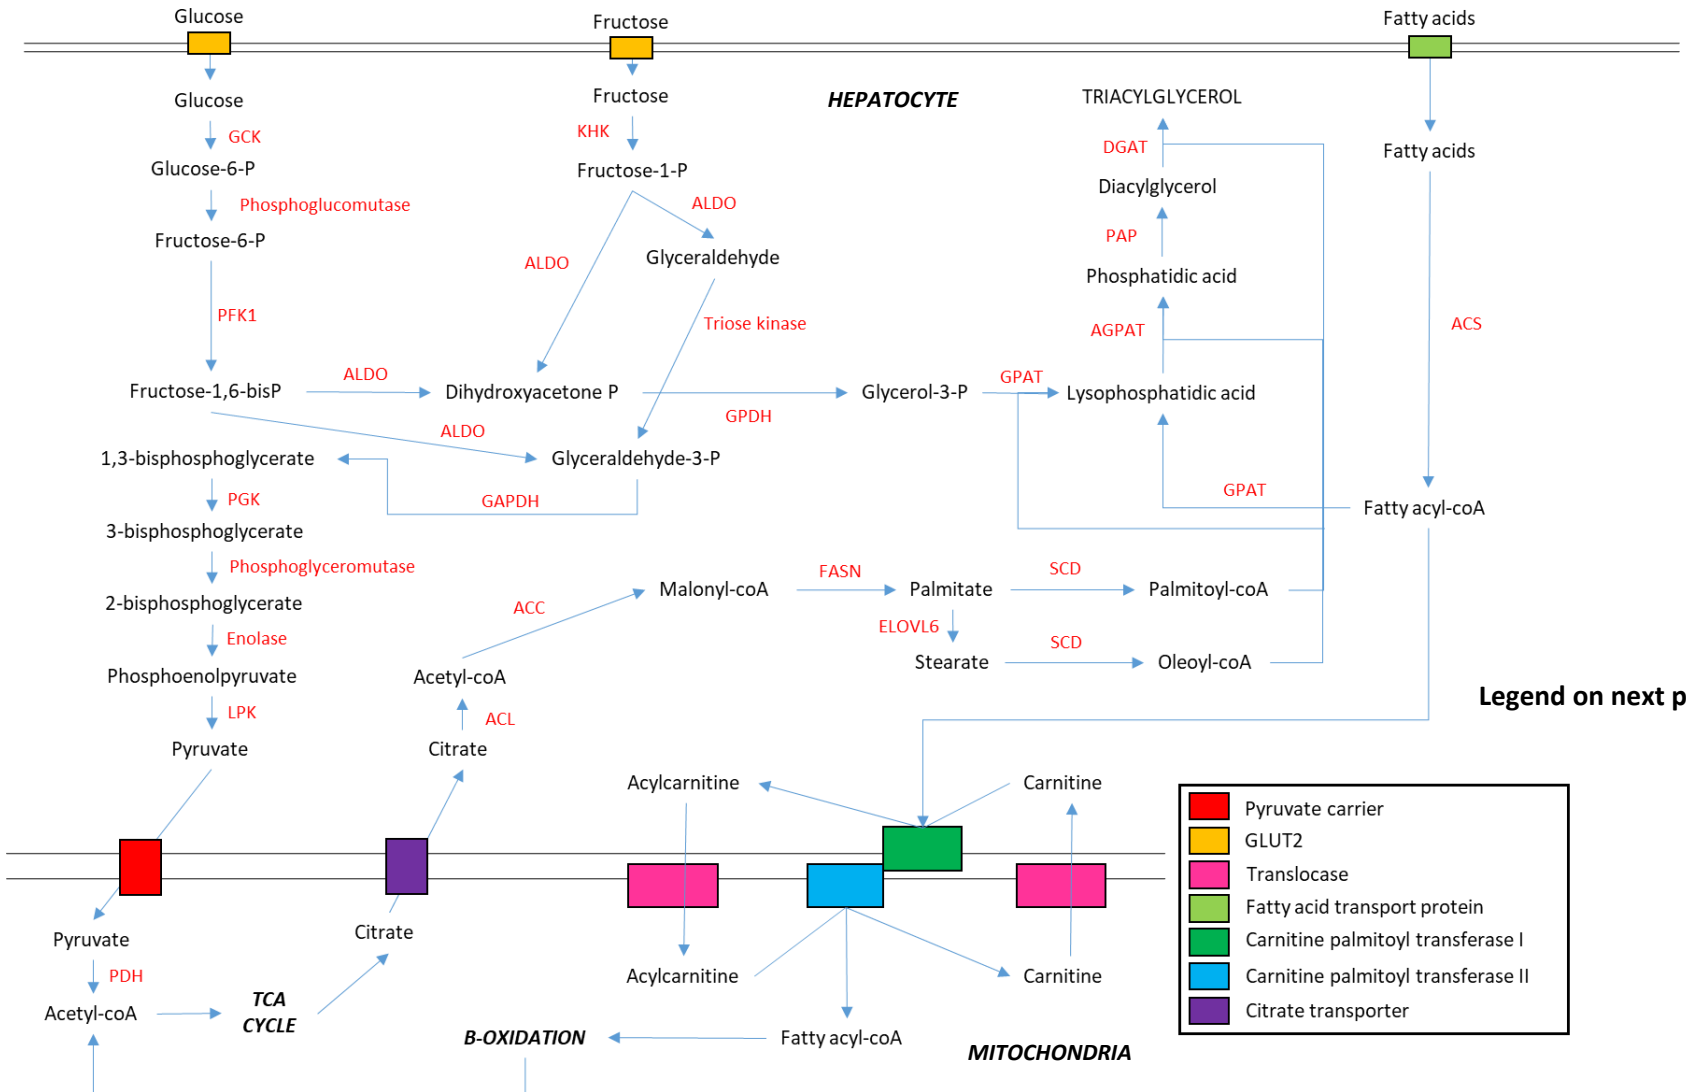 Glucose
Fructose
Fatty acids
Glucose
Fructose
HEPATOCYTE
TRIACYLGLYCEROL
GCK
KHK
DGAT
Fatty acids
Glucose-6-P
Fructose-1-P
Diacylglycerol
Phosphoglucomutase
ALDO
PAP
Fructose-6-P
ALDO
Glyceraldehyde
Phosphatidic acid
PFK1
Triose kinase
AGPAT
ACS
Fructose-1,6-bisP
ALDO
Dihydroxyacetone P
GPDH
Glycerol-3-P
GPAT
Lysophosphatidic acid
ALDO
1,3-bisphosphoglycerate
Glyceraldehyde-3-P
PGK
GAPDH
GPAT
Fatty acyl-coA
3-bisphosphoglycerate
Phosphoglyceromutase
2-bisphosphoglycerate
ACC
Malonyl-coA
FASN
Palmitate
SCD
Palmitoyl-coA
Enolase
ELOVL6
Phosphoenolpyruvate
Acetyl-coA
Stearate
SCD
Oleoyl-coA
Legend on next p
LPK
ACL
Pyruvate
Citrate
Acylcarnitine
Carnitine
Pyruvate carrier
GLUT2
Translocase
Fatty acid transport protein
Carnitine palmitoyl transferase I
Carnitine palmitoyl transferase II
Citrate transporter
Pyruvate
Citrate
PDH
Acylcarnitine
Carnitine
Acetyl-coA
TCA
CYCLE
B-OXIDATION
Fatty acyl-coA
MITOCHONDRIA